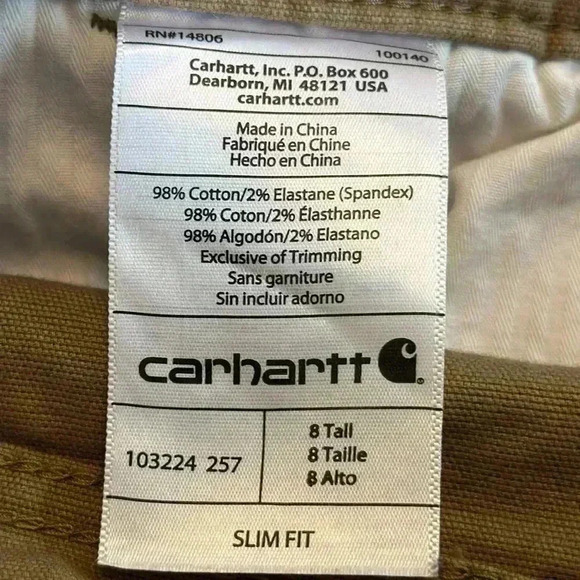 RN#14806
100140
Carhartt, Inc. P.O. Box 600
Dearborn, MI 48121 USA
carhartt.com
Made in China
Fabriqué en Chine
Hecho en China
98% Cotton/2% Elastane (Spandex)
98% Coton/2% Élasthanne
98% Algodón/2% Elastano
Exclusive of Trimming
Sans garniture
Sin incluir adorno
carhartt
103224 257
8 Tall
8 Taille
8 Alto
SLIM FIT